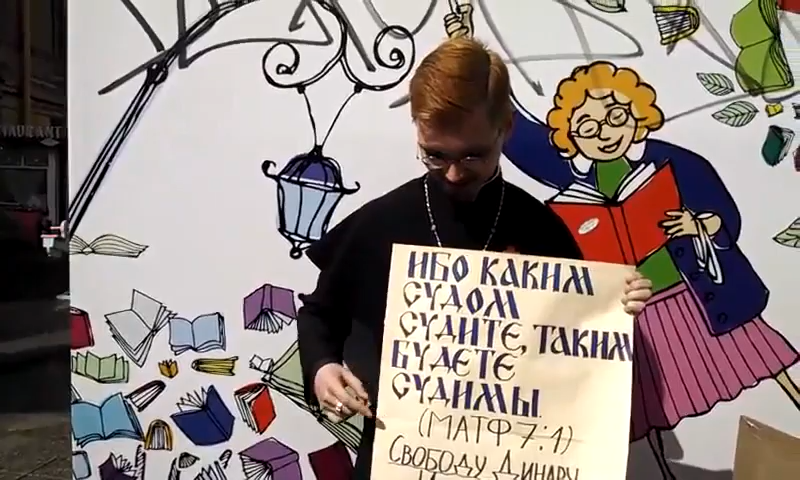 ИБО КАКИМ
СУДОМ
СУДИТЕ, ТАКИМ
БУДЕТЕ
СУДИМЫ.
(МАТФ 7:1)
СВОБОДУ ДИНАРУ